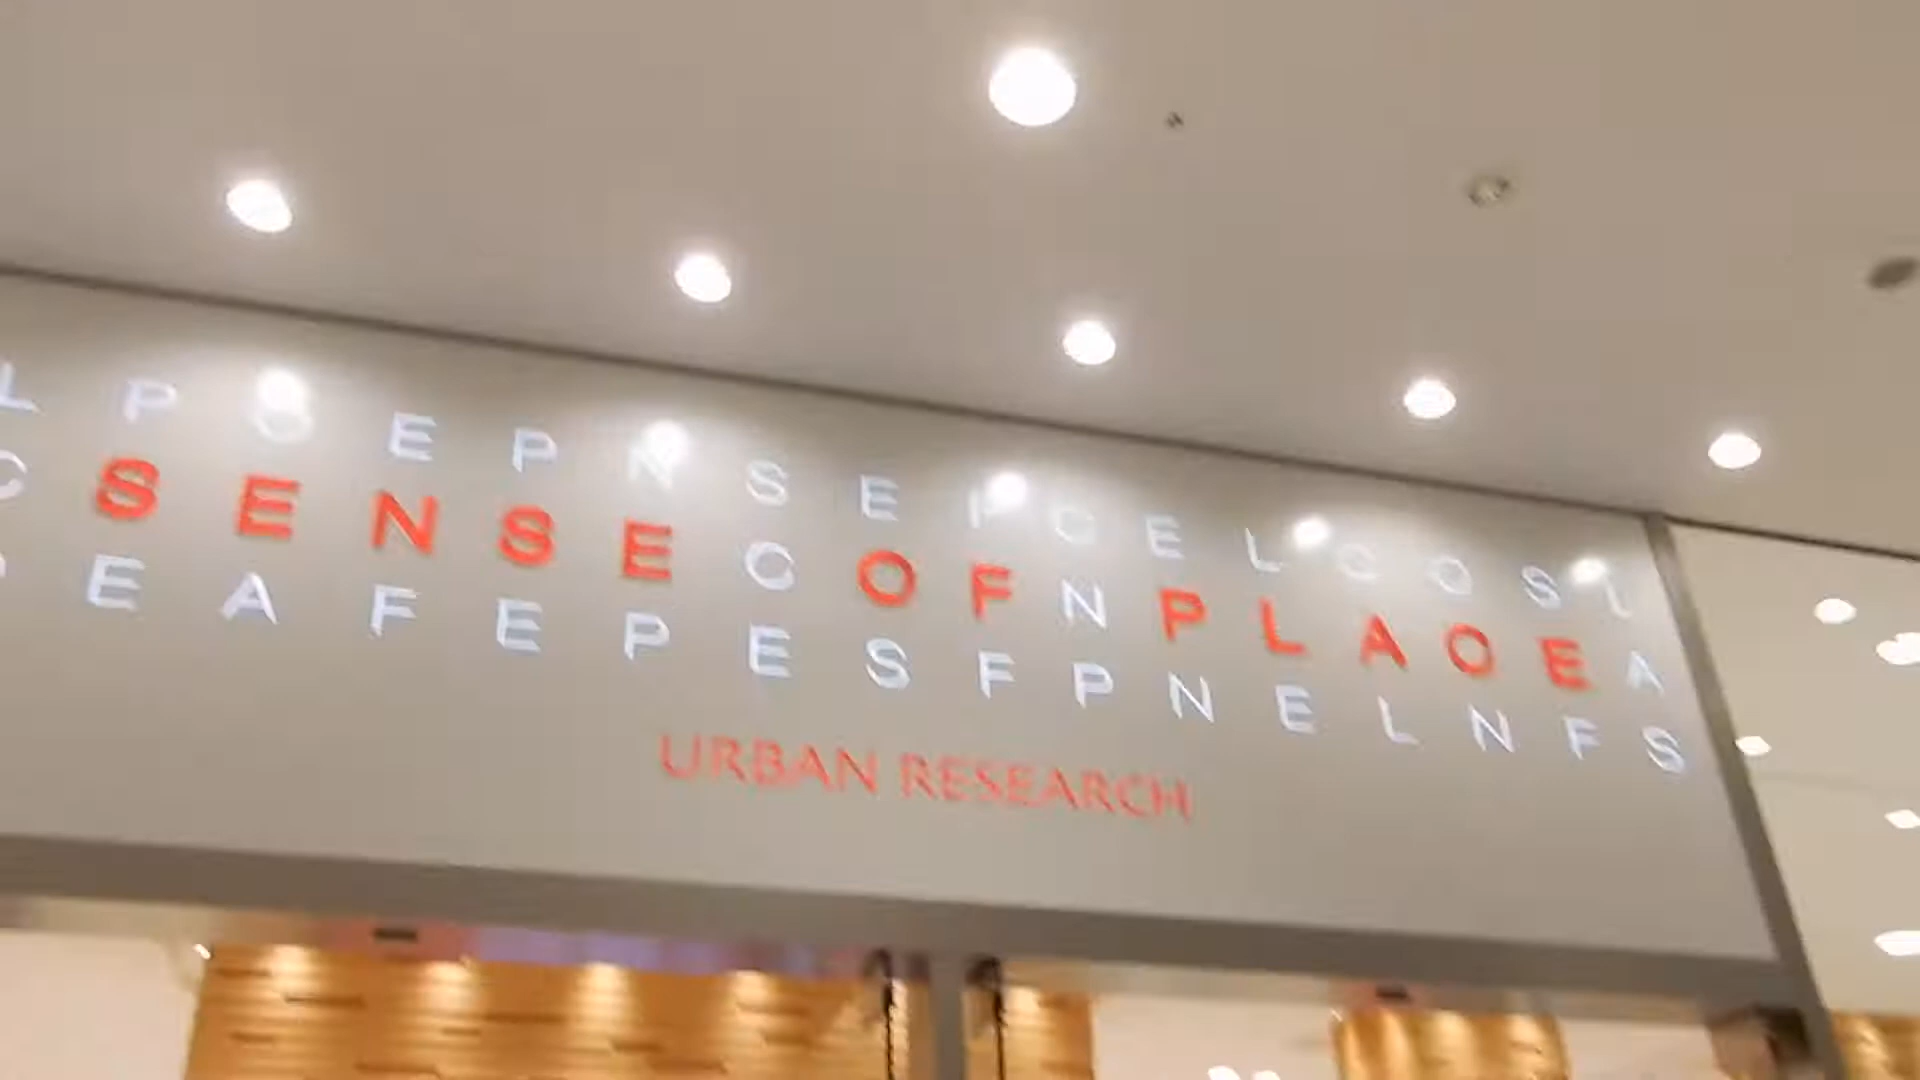 L P O E P N S E P C E L C O S L
C SENSE C OF N PLACE A
E A F E P E S F P N E L N F S
URBAN RESEARCH